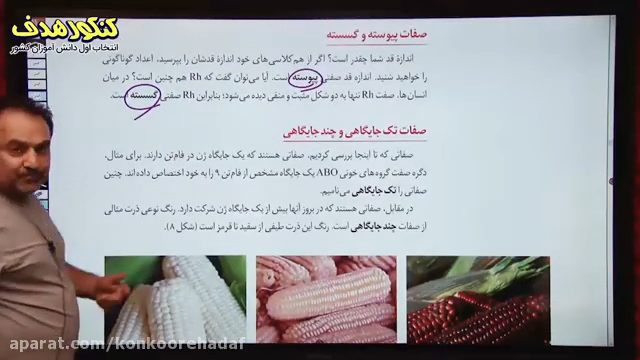 کنکور هدف
انتخاب اول دانش آموزان کشور
صفات پیوسته و گسسته
اندازهٔ قد شما چقدر است؟ اگر از هم‌کلاسی‌های خود اندازهٔ قدشان را بپرسید، اعداد گوناگونی
را خواهید شنید. اندازه قد صفتی پیوسته است. آیا می‌توان گفت که Rh هم چنین است؟ در میان
انسان‌ها، صفت Rh تنها به دو شکل مثبت و منفی دیده می‌شود؛ بنابراین Rh صفتی گسسته است.
صفات تک جایگاهی و چند جایگاهی
صفاتی که تا اینجا بررسی کردیم، صفاتی هستند که یک جایگاه ژن در فام‌تن دارند. برای مثال،
دگره صفت گروه‌های خونی ABO یک جایگاه مشخص از فام‌تن ۹ را به خود اختصاص داده‌اند. چنین
صفاتی را تک جایگاهی می‌نامیم.
در مقابل، صفاتی هستند که در بروز آنها بیش از یک جایگاه ژن شرکت دارد. رنگ نوعی ذرت مثالی
از صفات چند جایگاهی است. رنگ این ذرت طیفی از سفید تا قرمز است (شکل ۸).
aparat.com/konkoorehadaf